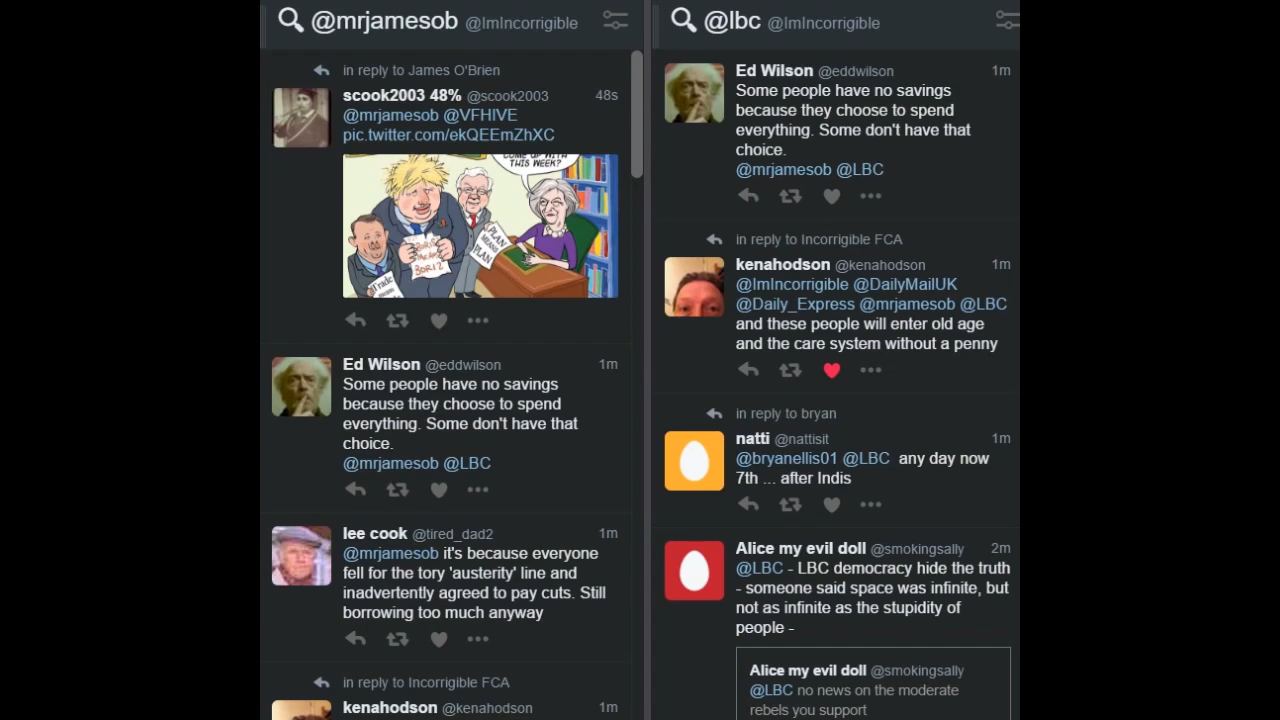 @mrjamesob @ImIncorrigible
in reply to James O'Brien
scook2003 48% @scook2003 48s
@mrjamesob @VFHIVE
pic.twitter.com/ekQEEmZhXC
COME UP WITH
THIS WEEK?
PLAN
PLAN
BORIZ
Trade
Ed Wilson @eddwilson 1m
Some people have no savings
because they choose to spend
everything. Some don't have that
choice.
@mrjamesob @LBC
lee cook @tired_dad2 1m
@mrjamesob it's because everyone
fell for the tory 'austerity' line and
inadvertently agreed to pay cuts. Still
borrowing too much anyway
in reply to Incorrigible FCA
kenahodson @kenahodson 1m
@lbc @ImIncorrigible
Ed Wilson @eddwilson 1m
Some people have no savings
because they choose to spend
everything. Some don't have that
choice.
@mrjamesob @LBC
in reply to Incorrigible FCA
kenahodson @kenahodson 1m
@ImIncorrigible @DailyMailUK
@Daily_Express @mrjamesob @LBC
and these people will enter old age
and the care system without a penny
in reply to bryan
natti @nattisit 1m
@bryanellis01 @LBC any day now
7th ... after Indis
Alice my evil doll @smokingsally 2m
@LBC - LBC democracy hide the truth
- someone said space was infinite, but
not as infinite as the stupidity of
people -
Alice my evil doll @smokingsally
@LBC no news on the moderate
rebels you support